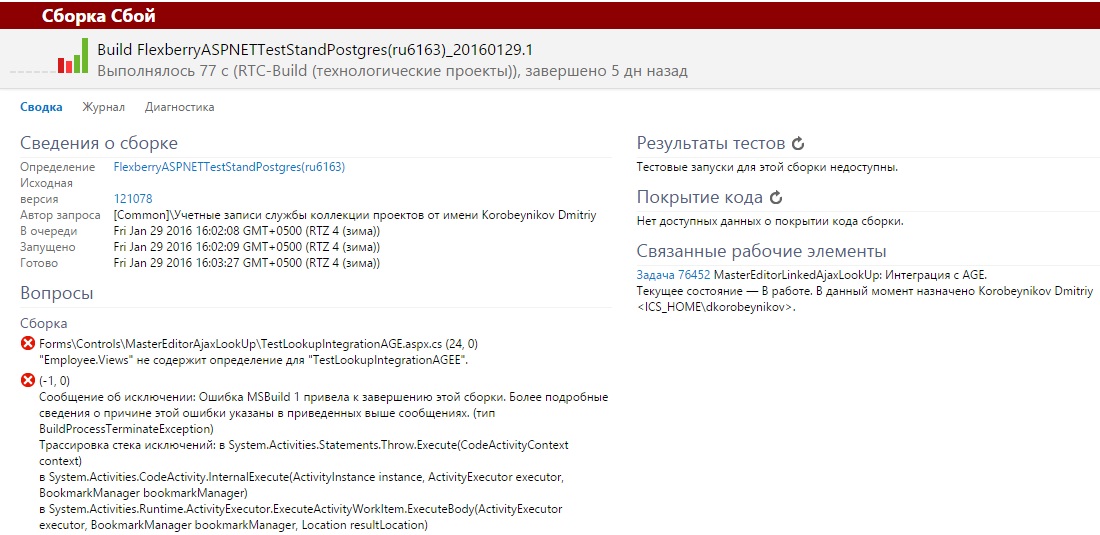 Сборка Сбой
Build FlexberryASPNETTestStandPostgres(ru6163)_20160129.1
Выполнялось 77 с (RTC-Build (технологические проекты)), завершено 5 дн назад
Сводка Журнал Диагностика
Сведения о сборке
Определение FlexberryASPNETTestStandPostgres(ru6163)
Исходная
версия 121078
Автор запроса [Common]\Учетные записи службы коллекции проектов от имени Korobeynikov Dmitriy
В очереди Fri Jan 29 2016 16:02:08 GMT+0500 (RTZ 4 (зима))
Запущено Fri Jan 29 2016 16:02:09 GMT+0500 (RTZ 4 (зима))
Готово Fri Jan 29 2016 16:03:27 GMT+0500 (RTZ 4 (зима))
Вопросы
Сборка
Forms\Controls\MasterEditorAjaxLookUp\TestLookupIntegrationAGE.aspx.cs (24, 0)
"Employee.Views" не содержит определение для "TestLookupIntegrationAGEE".
(-1, 0)
Сообщение об исключении: Ошибка MSBuild 1 привела к завершению этой сборки. Более подробные
сведения о причине этой ошибки указаны в приведенных выше сообщениях. (тип
BuildProcessTerminateException)
Трассировка стека исключений: в System.Activities.Statements.Throw.Execute(CodeActivityContext
context)
в System.Activities.CodeActivity.InternalExecute(ActivityInstance instance, ActivityExecutor executor,
BookmarkManager bookmarkManager)
в System.Activities.Runtime.ActivityExecutor.ExecuteActivityWorkItem.ExecuteBody(ActivityExecutor
executor, BookmarkManager bookmarkManager, Location resultLocation)
Результаты тестов
Тестовые запуски для этой сборки недоступны.
Покрытие кода
Нет доступных данных о покрытии кода сборки.
Связанные рабочие элементы
Задача 76452 MasterEditorLinkedAjaxLookUp: Интеграция с AGE.
Текущее состояние — В работе. В данный момент назначено Korobeynikov Dmitriy
<ICS_HOME\dkorobeynikov>.